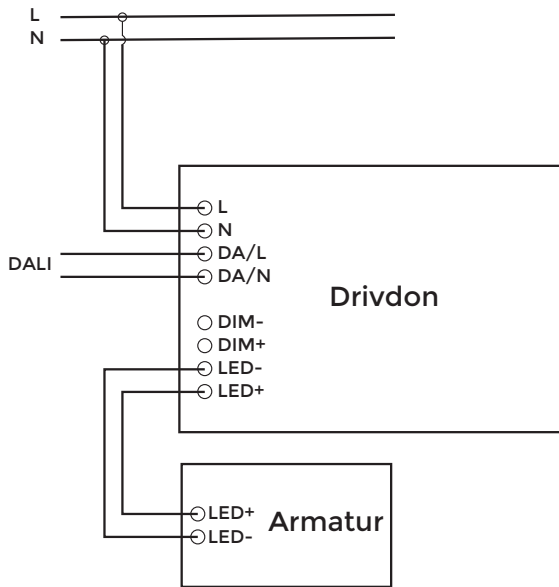 L
N
L
N
DA/L
DALI
DA/N
Drivdon
DIM-
DIM+
LED-
LED+
LED+
Armatur
LED-